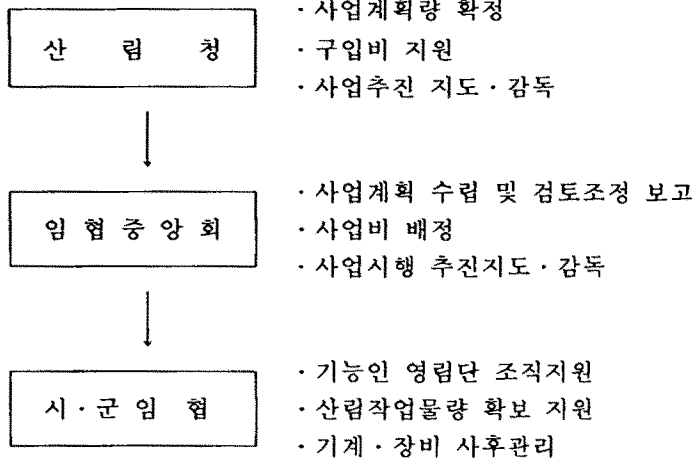 · 사업계획량 확정
산 림 청
· 구입비 지원
· 사업추진 지도 · 감독
· 사업계획 수립 및 검토조정 보고
임 협 중 앙 회
· 사업비 배정
· 사업시행 추진지도 · 감독
· 기능인 영림단 조직지원
시 · 군 임 협
· 산림작업물량 확보 지원
· 기계 · 장비 사후관리